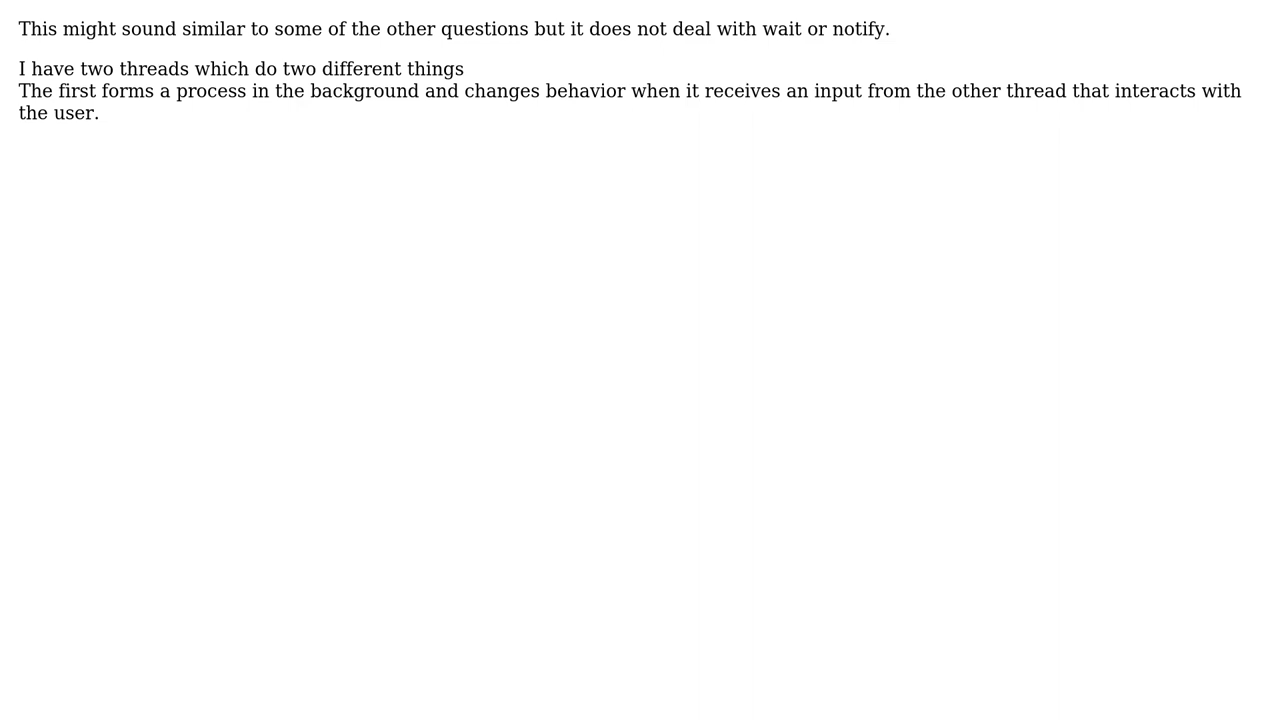 This might sound similar to some of the other questions but it does not deal with wait or notify.
I have two threads which do two different things
The first forms a process in the background and changes behavior when it receives an input from the other thread that interacts with
the user.